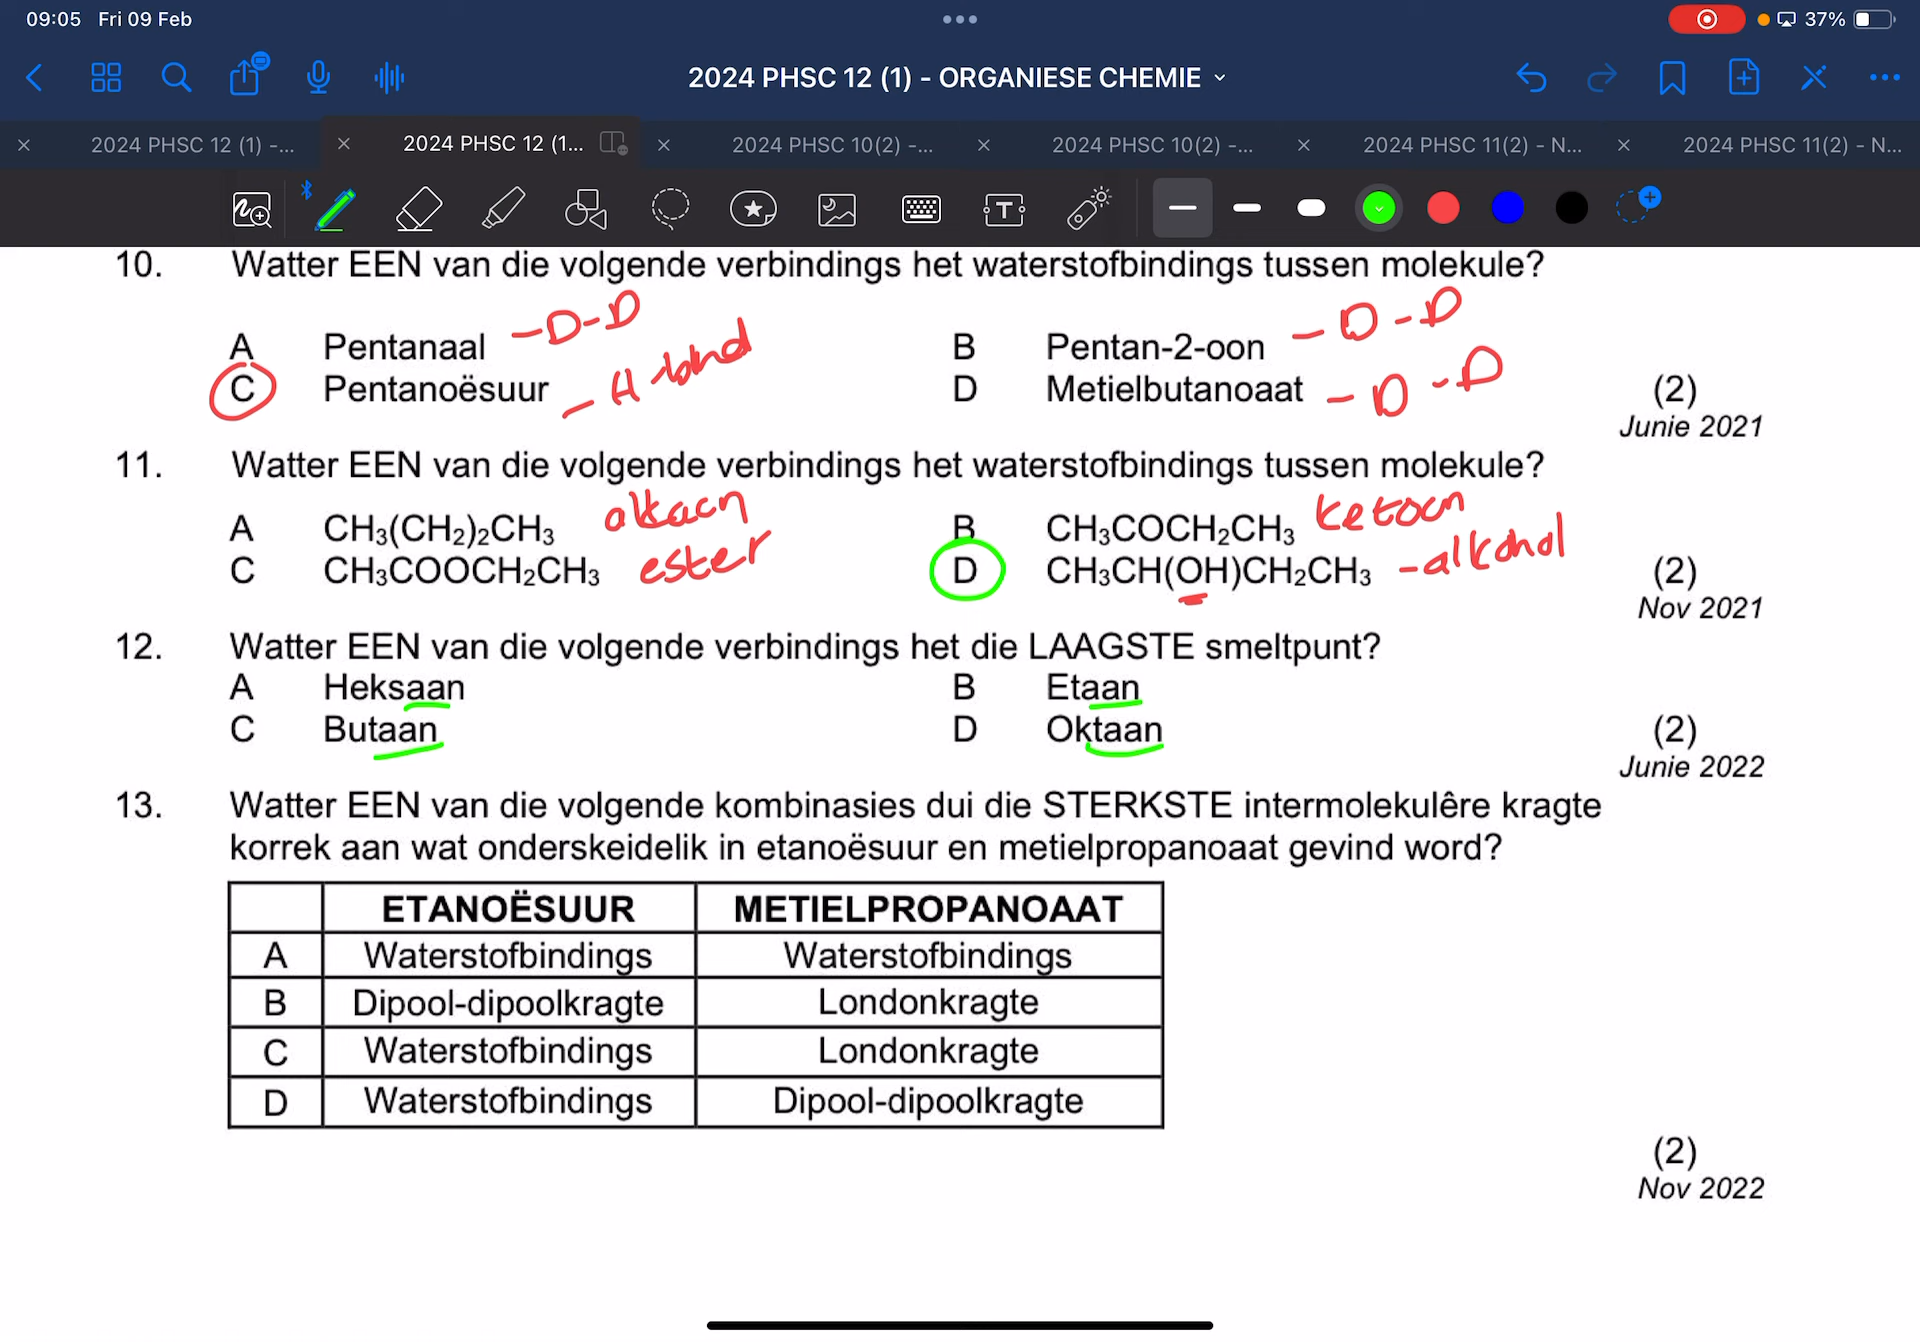 09:05 Fri 09 Feb
37%
2024 PHSC 12 (1) - ORGANIESE CHEMIE
2024 PHSC 12 (1) -...
2024 PHSC 12 (1...
2024 PHSC 10(2) -...
2024 PHSC 10(2) -...
2024 PHSC 11(2) - N...
2024 PHSC 11(2) - N...
10. Watter EEN van die volgende verbindings het waterstofbindings tussen molekule?
A Pentanaal -D-D B Pentan-2-oon - D-D
C Pentanoësuur - H-bond D Metielbutanoaat - D-D (2)
Junie 2021
11. Watter EEN van die volgende verbindings het waterstofbindings tussen molekule?
A CH₃(CH₂)₂CH₃ alkaan B CH₃COCH₂CH₃ ketoon
C CH₃COOCH₂CH₃ ester D CH₃CH(OH)CH₂CH₃ -alkohol (2)
Nov 2021
12. Watter EEN van die volgende verbindings het die LAAGSTE smeltpunt?
A Heksaan B Etaan
C Butaan D Oktaan (2)
Junie 2022
13. Watter EEN van die volgende kombinasies dui die STERKSTE intermolekulêre kragte
korrek aan wat onderskeidelik in etanoësuur en metielpropanoaat gevind word?
ETANOËSUUR METIELPROPANOAAT
A Waterstofbindings Waterstofbindings
B Dipool-dipoolkragte Londonkragte
C Waterstofbindings Londonkragte
D Waterstofbindings Dipool-dipoolkragte
(2)
Nov 2022